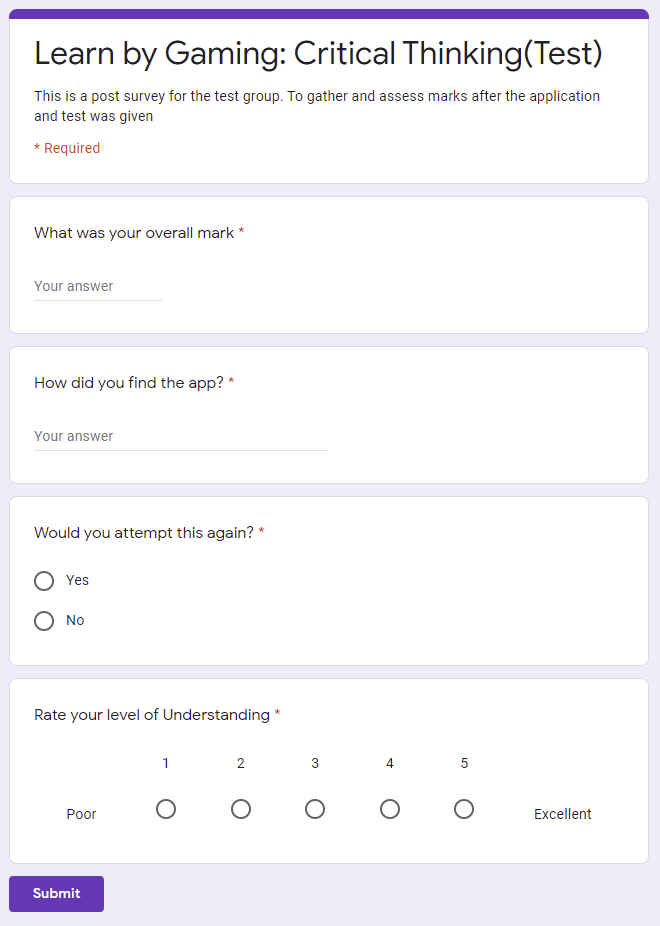 Learn by Gaming: Critical Thinking(Test)
This is a post survey for the test group. To gather and assess marks after the application
and test was given
* Required
What was your overall mark *
Your answer
How did you find the app? *
Your answer
Would you attempt this again? *
Yes
No
Rate your level of Understanding *
1 2 3 4 5
Poor Excellent
Submit